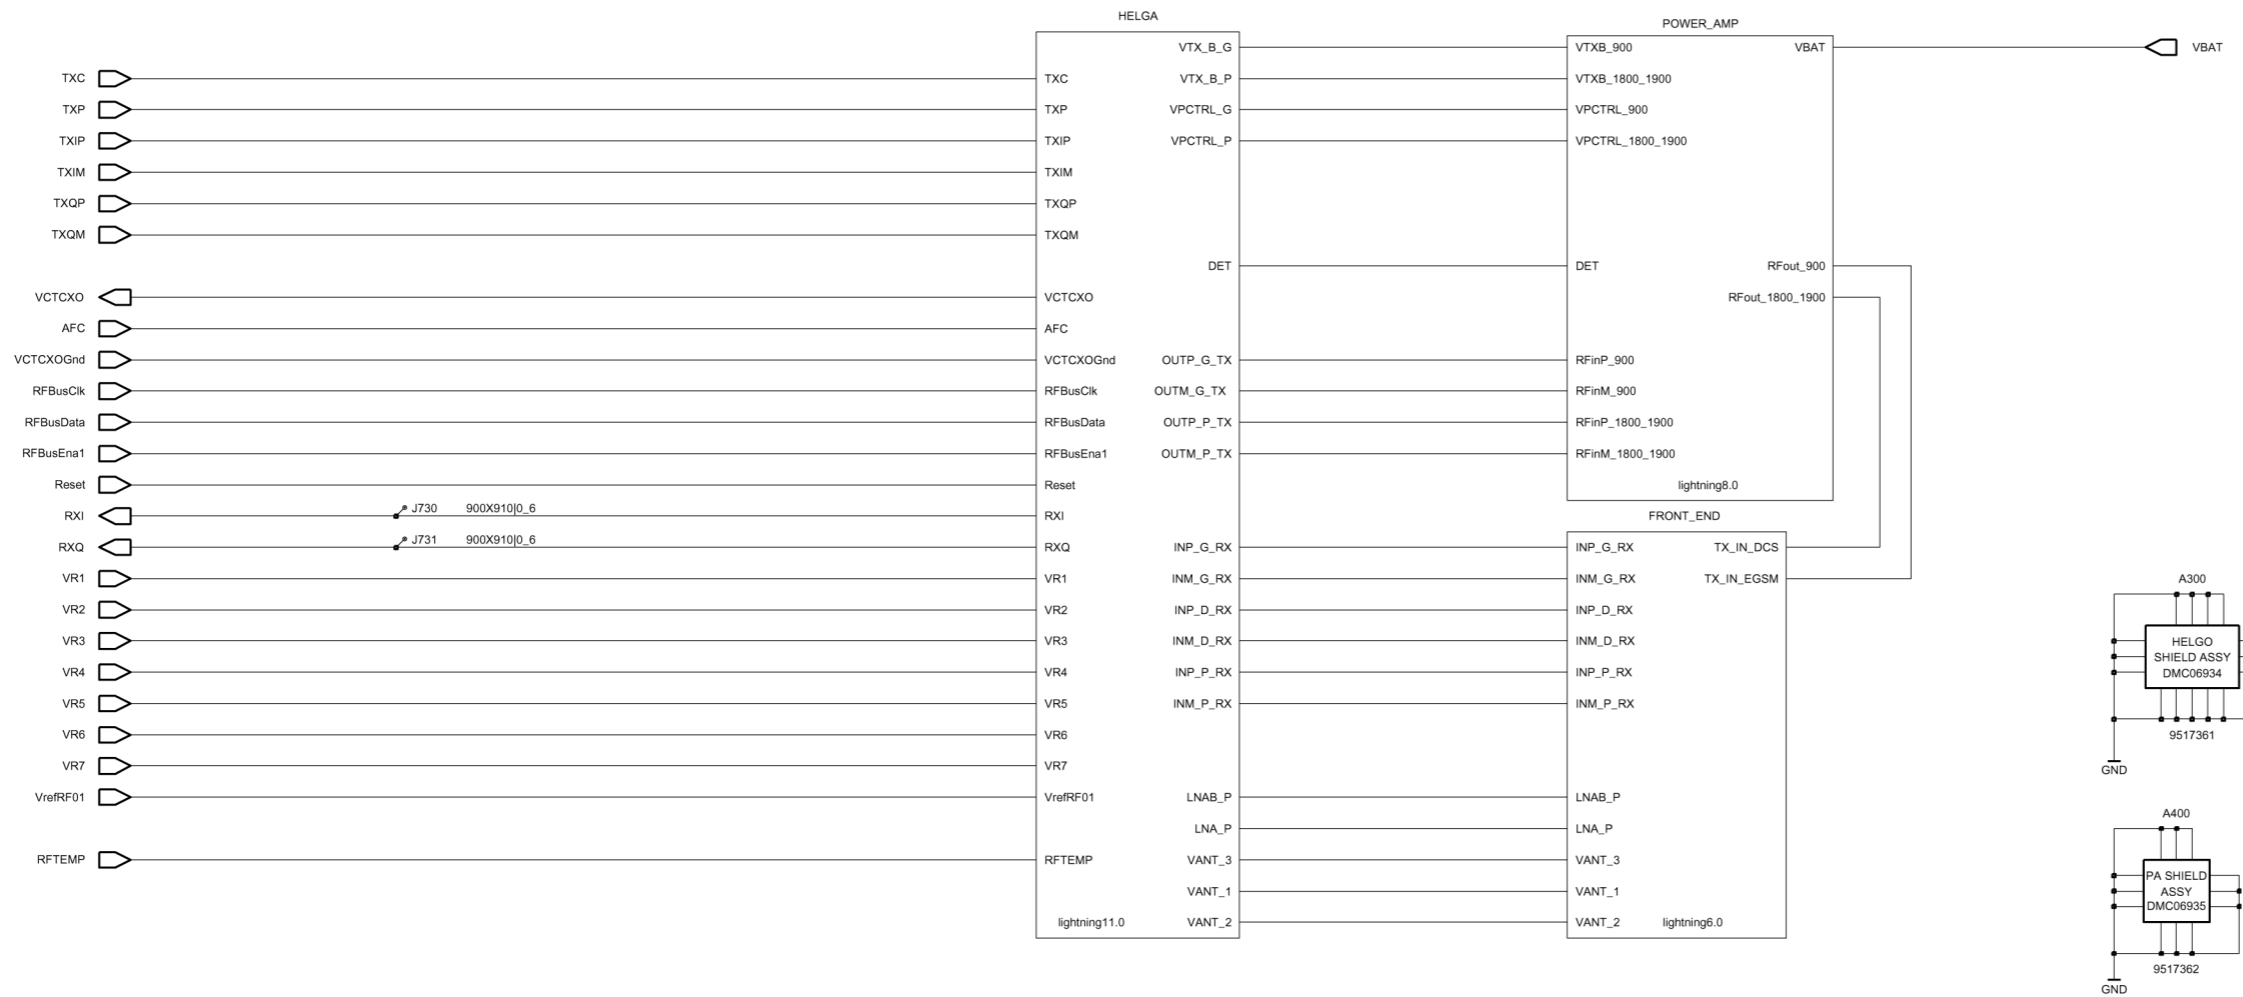 HELGA
POWER_AMP
VTX_B_G
VTXB_900
VBAT
VBAT
TXC
TXC
VTX_B_P
VTXB_1800_1900
TXP
TXP
VPCTRL_G
VPCTRL_900
TXIP
TXIP
VPCTRL_P
VPCTRL_1800_1900
TXIM
TXIM
TXQP
TXQP
TXQM
TXQM
DET
DET
RFout_900
VCTCXO
VCTCXO
RFout_1800_1900
AFC
AFC
VCTCXOGnd
VCTCXOGnd
OUTP_G_TX
RFinP_900
RFBusClk
RFBusClk
OUTM_G_TX
RFinM_900
RFBusData
RFBusData
OUTP_P_TX
RFinP_1800_1900
RFBusEna1
RFBusEna1
OUTM_P_TX
RFinM_1800_1900
Reset
Reset
lightning8.0
RXI
J730
900X910|0_6
RXI
FRONT_END
RXQ
J731
900X910|0_6
RXQ
INP_G_RX
INP_G_RX
TX_IN_DCS
VR1
VR1
INM_G_RX
INM_G_RX
TX_IN_EGSM
A300
VR2
VR2
INP_D_RX
INP_D_RX
VR3
VR3
INM_D_RX
INM_D_RX
HELGO
SHIELD ASSY
DMC06934
VR4
VR4
INP_P_RX
INP_P_RX
VR5
VR5
INM_P_RX
INM_P_RX
VR6
VR6
9517361
VR7
VR7
GND
VrefRF01
VrefRF01
LNAB_P
LNAB_P
A400
LNA_P
LNA_P
RFTEMP
RFTEMP
VANT_3
VANT_3
PA SHIELD
ASSY
DMC06935
VANT_1
VANT_1
lightning11.0
VANT_2
VANT_2
lightning6.0
9517362
GND